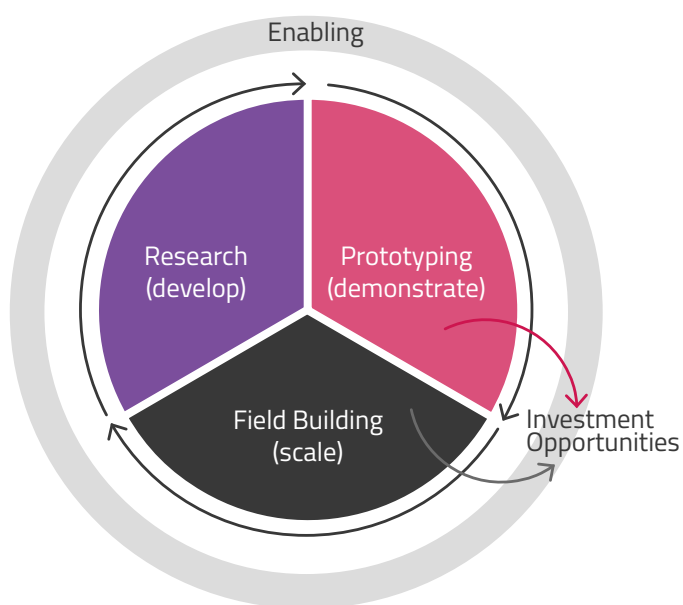 Enabling
Research
(develop)
Prototyping
(demonstrate)
Field Building
(scale)
Investment
Opportunities